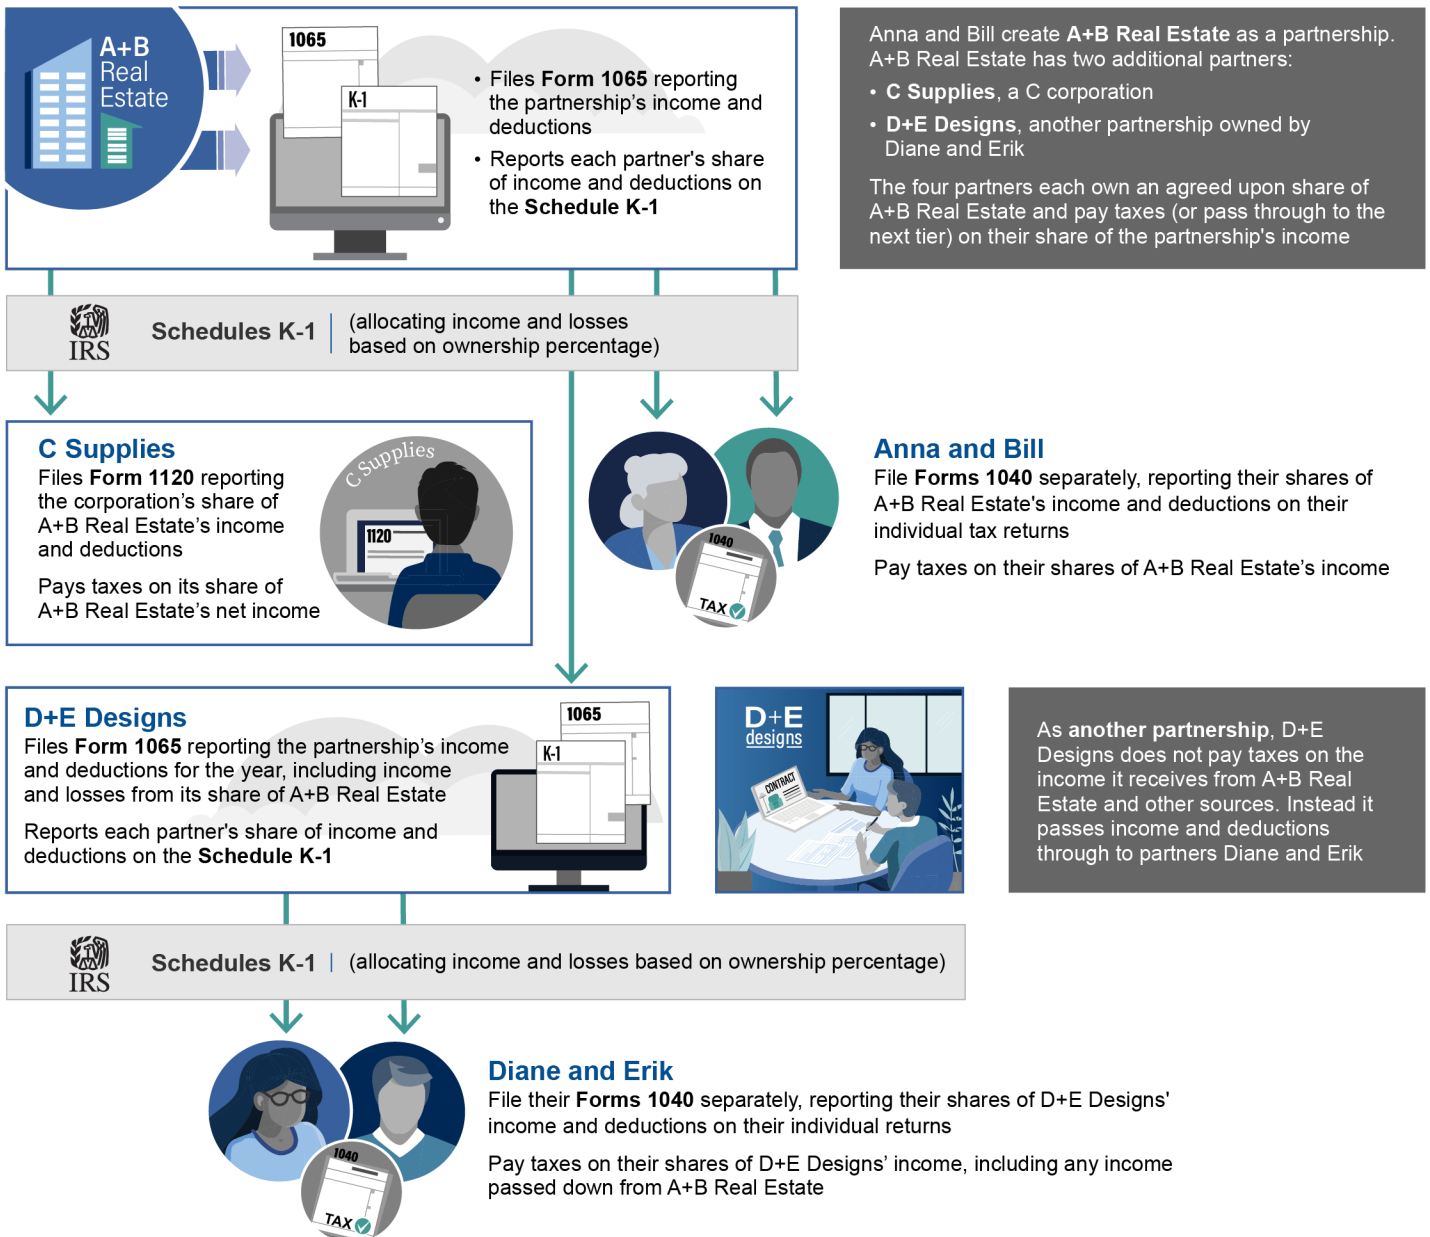 A+B
Real
Estate
1065
K-1
• Files Form 1065 reporting
the partnership's income and
deductions
• Reports each partner's share
of income and deductions on
the Schedule K-1
Anna and Bill create A+B Real Estate as a partnership.
A+B Real Estate has two additional partners:
• C Supplies, a C corporation
• D+E Designs, another partnership owned by
Diane and Erik
The four partners each own an agreed upon share of
A+B Real Estate and pay taxes (or pass through to the
next tier) on their share of the partnership's income
IRS
Schedules K-1
(allocating income and losses
based on ownership percentage)
C Supplies
Files Form 1120 reporting
the corporation's share of
A+B Real Estate's income
and deductions
Pays taxes on its share of
A+B Real Estate's net income
C Supplies
1120
1040
TAX
Anna and Bill
File Forms 1040 separately, reporting their shares of
A+B Real Estate's income and deductions on their
individual tax returns
Pay taxes on their shares of A+B Real Estate's income
D+E Designs
Files Form 1065 reporting the partnership's income
and deductions for the year, including income
and losses from its share of A+B Real Estate
Reports each partner's share of income and
deductions on the Schedule K-1
1065
K-1
D+E
designs
CONTRACT
As another partnership, D+E
Designs does not pay taxes on the
income it receives from A+B Real
Estate and other sources. Instead it
passes income and deductions
through to partners Diane and Erik
IRS
Schedules K-1
(allocating income and losses based on ownership percentage)
1040
TAX
Diane and Erik
File their Forms 1040 separately, reporting their shares of D+E Designs'
income and deductions on their individual returns
Pay taxes on their shares of D+E Designs' income, including any income
passed down from A+B Real Estate